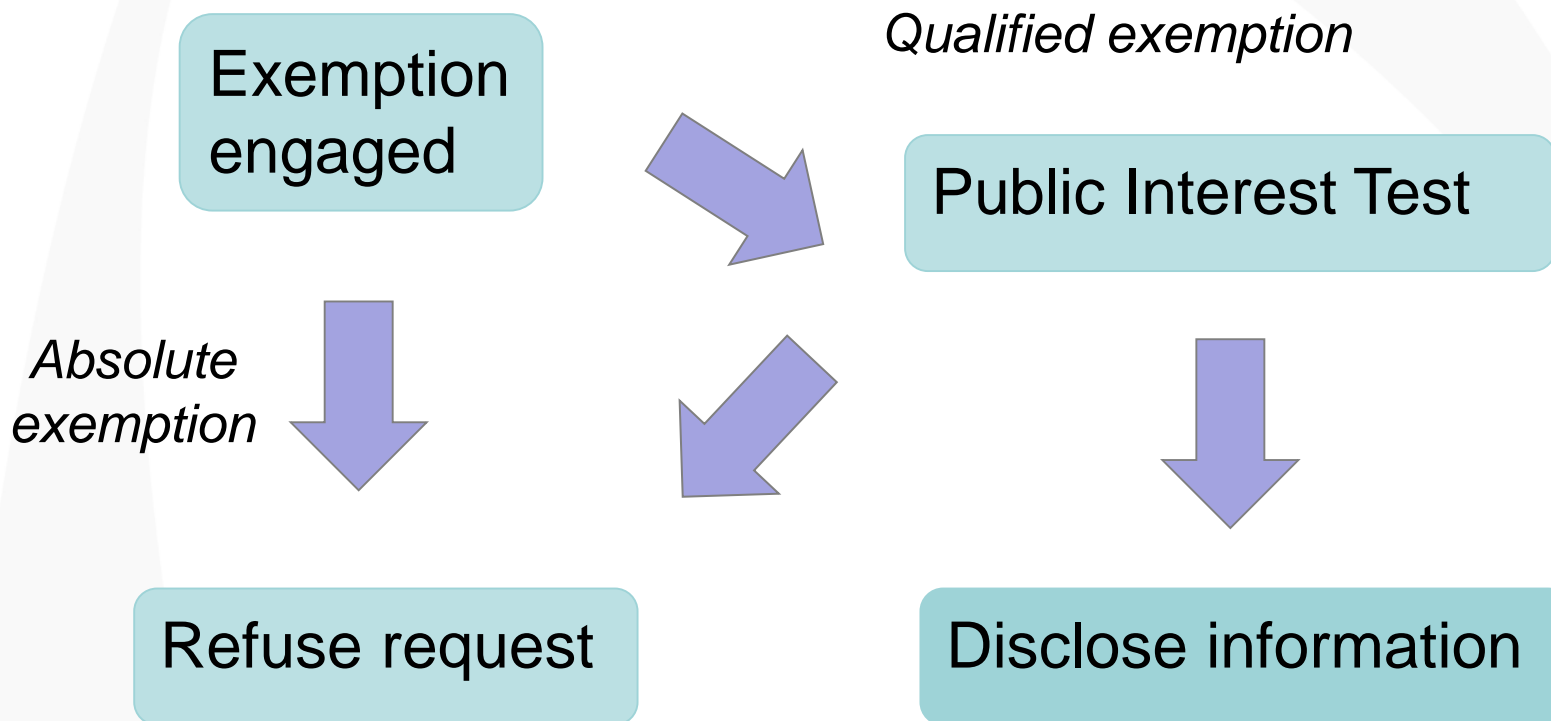 Qualified exemption
Exemption
engaged
Public Interest Test
Absolute
exemption
Refuse request
Disclose information